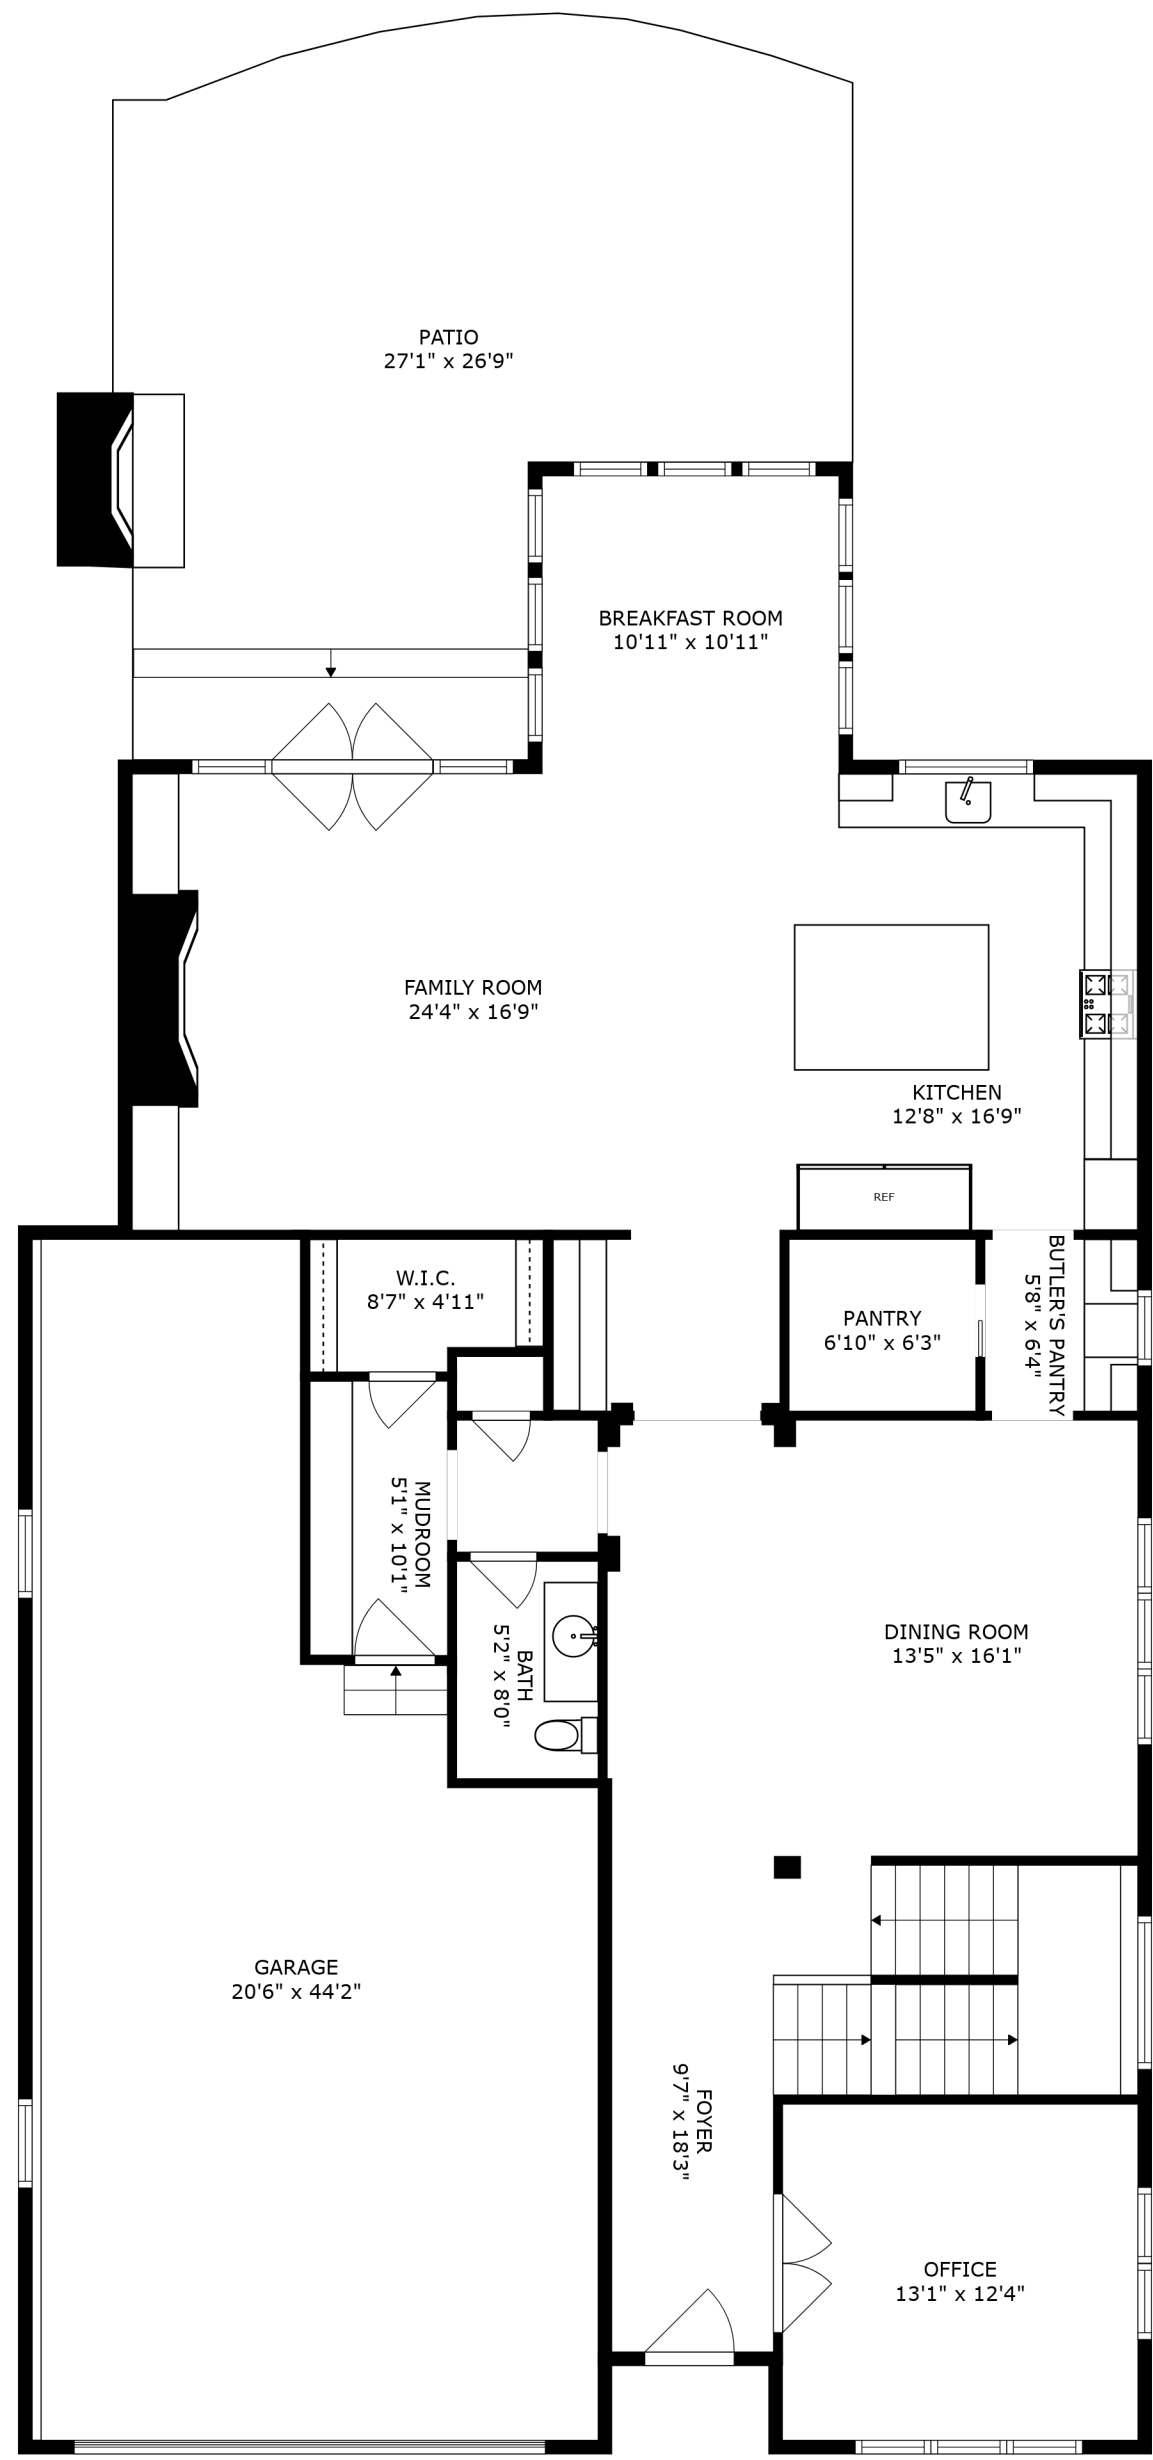 PATIO
27'1" x 26'9"
BREAKFAST ROOM
10'11" x 10'11"
FAMILY ROOM
24'4" x 16'9"
KITCHEN
12'8" x 16'9"
REF
W.I.C.
8'7" x 4'11"
PANTRY
6'10" x 6'3"
BUTLER'S PANTRY
5'8" x 6'4"
MUDROOM
5'1" x 10'1"
BATH
5'2" x 8'0"
DINING ROOM
13'5" x 16'1"
GARAGE
20'6" x 44'2"
FOYER
9'7" x 18'3"
OFFICE
13'1" x 12'4"